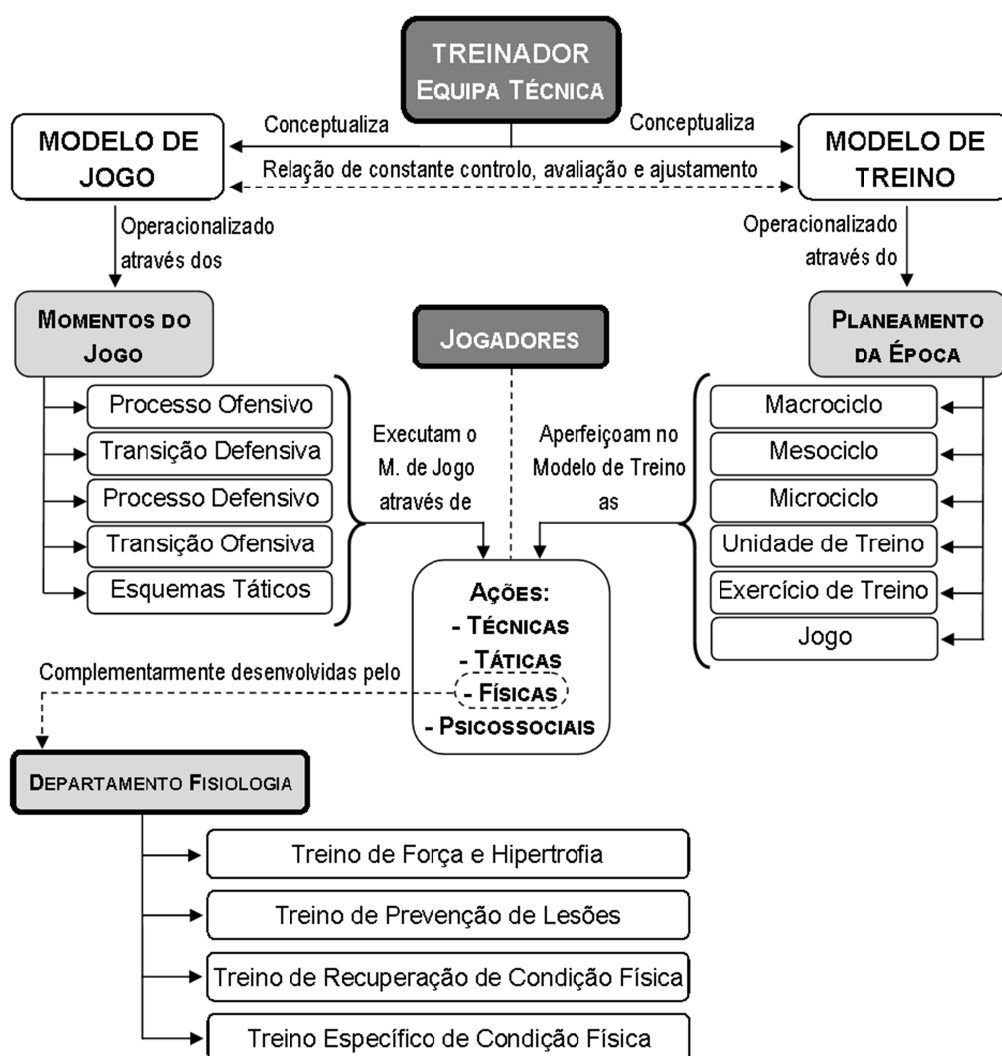 TREINADOR
EQUIPA TÉCNICA
Conceptualiza
Conceptualiza
MODELO DE
JOGO
Relação de constante controlo, avaliação e ajustamento
MODELO DE
TREINO
Operacionalizado
através dos
Operacionalizado
através do
MOMENTOS DO
JOGO
JOGADORES
PLANEAMENTO
DA ÉPOCA
Processo Ofensivo
Transição Defensiva
Processo Defensivo
Transição Ofensiva
Esquemas Táticos
Executam o
M. de Jogo
através de
Aperfeiçoam no
Modelo de Treino
as
Macrociclo
Mesociclo
Microciclo
Unidade de Treino
Exercício de Treino
Jogo
AÇÕES:
- TÉCNICAS
- TÁTICAS
- FÍSICAS
- PSICOSSOCIAIS
Complementarmente desenvolvidas pelo
DEPARTAMENTO FISIOLOGIA
Treino de Força e Hipertrofia
Treino de Prevenção de Lesões
Treino de Recuperação de Condição Física
Treino Específico de Condição Física